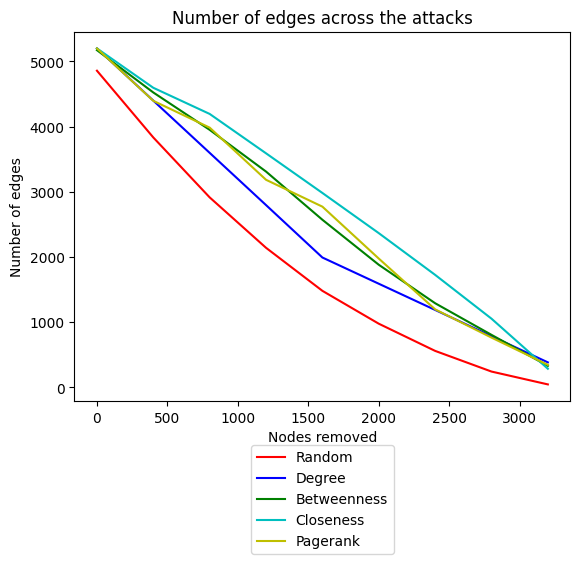 Number of edges across the attacks
Number of edges
5000
4000
3000
2000
1000
0
0 500 1000 1500 2000 2500 3000
Nodes removed
Random
Degree
Betweenness
Closeness
Pagerank